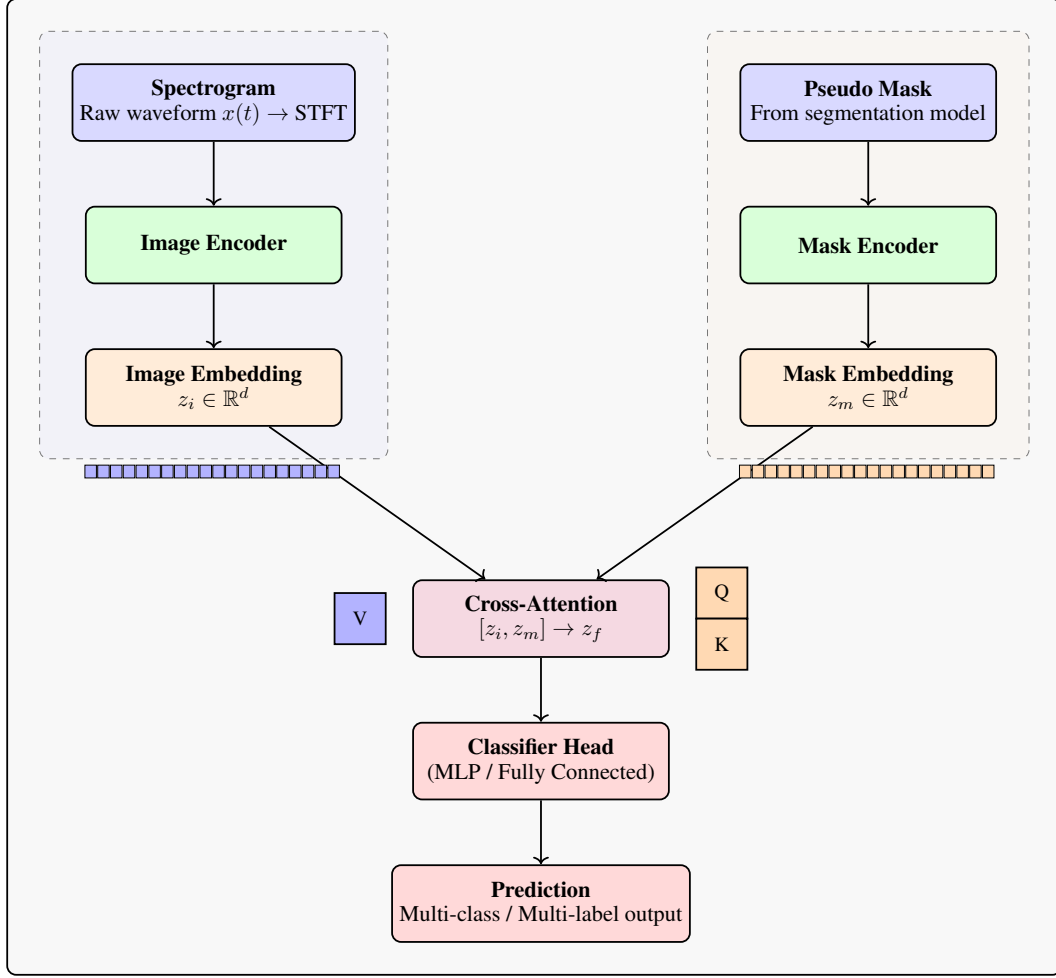 Spectrogram
Raw waveform x(t) → STFT
Image Encoder
Image Embedding
z_i ∈ ℝ^d
Pseudo Mask
From segmentation model
Mask Encoder
Mask Embedding
z_m ∈ ℝ^d
V
Cross-Attention
[z_i, z_m] → z_f
Q
K
Classifier Head
(MLP / Fully Connected)
Prediction
Multi-class / Multi-label output